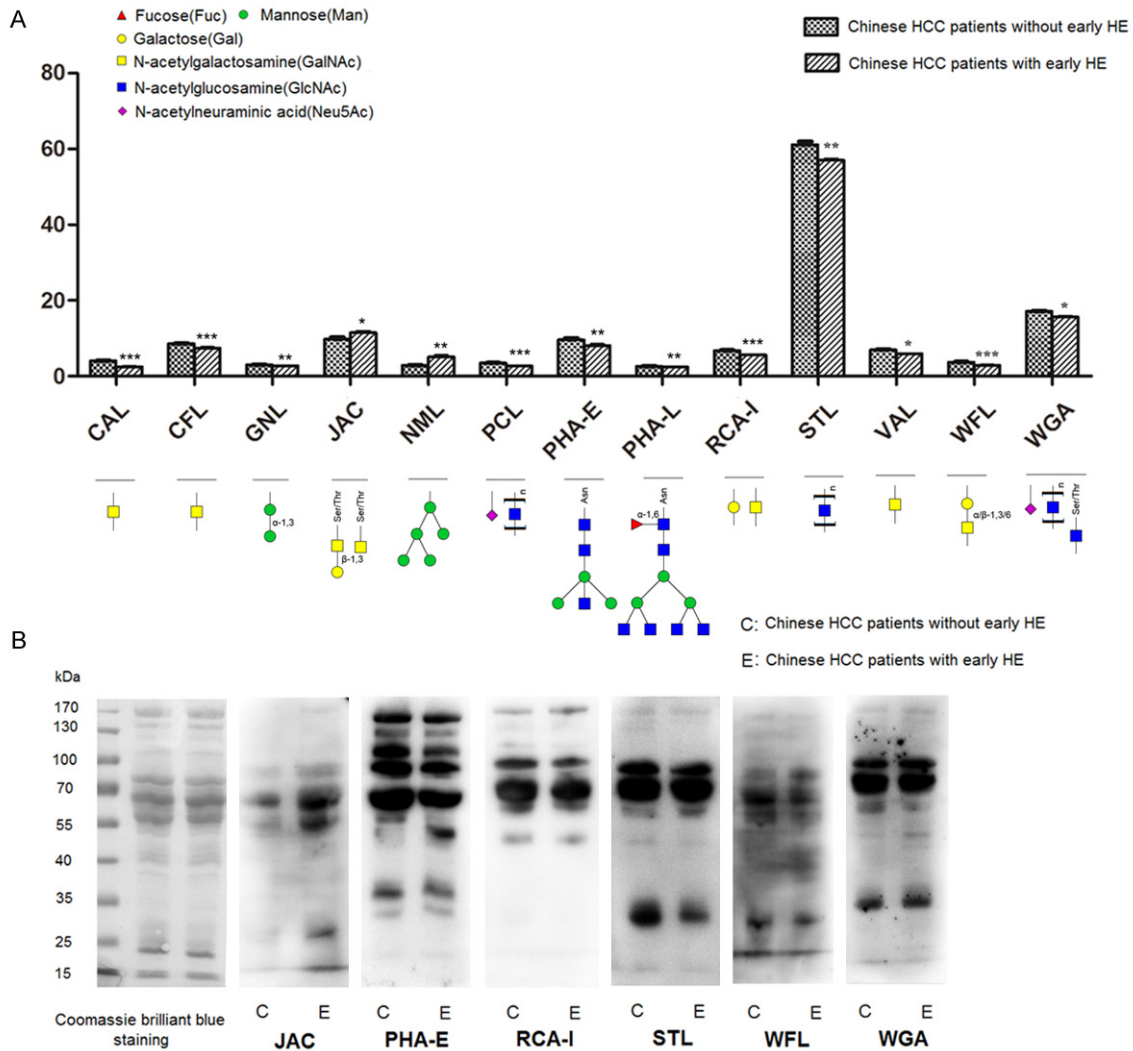 A
Fucose(Fuc) Mannose(Man)
Galactose(Gal)
N-acetylgalactosamine(GalNAc)
N-acetylglucosamine(GlcNAc)
N-acetylneuraminic acid(Neu5Ac)
Chinese HCC patients without early HE
Chinese HCC patients with early HE
80
60
40
20
0
*** *** ** * ** *** ** ** *** ** * *** *
CAL CFL GNL JAC NML PCL PHA-E PHA-L RCA-I STL VAL WFL WGA
α-1,3
Ser/Thr Ser/Thr
β-1,3
n
Asn
α-1,6 Asn
n
α/β-1,3/6
n
Ser/Thr
C: Chinese HCC patients without early HE
E: Chinese HCC patients with early HE
B
kDa
170
130
100
70
55
40
35
25
15
Coomassie brilliant blue
staining
C E C E C E C E C E C E
JAC PHA-E RCA-I STL WFL WGA